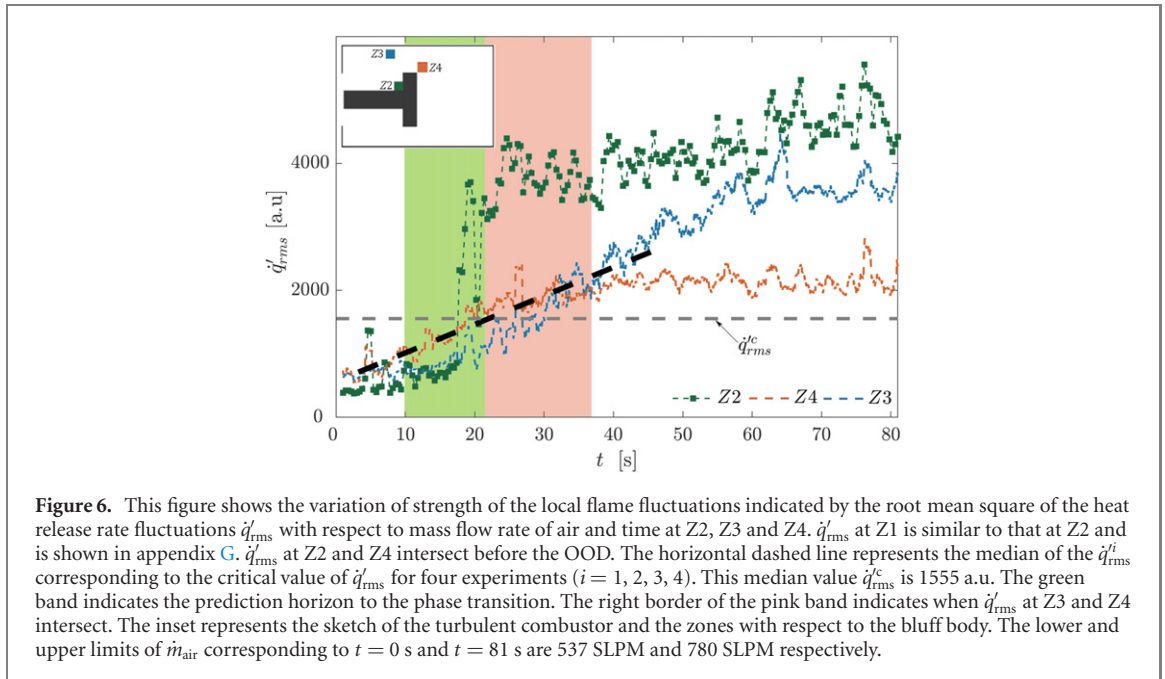 Z3
Z4
Z2
4000
2000
0
q̇′rms [a.u]
q̇′ᶜrms
Z2 Z4 Z3
0 10 20 30 40 50 60 70 80
t [s]
Figure 6. This figure shows the variation of strength of the local flame fluctuations indicated by the root mean square of the heat
release rate fluctuations q̇′rms with respect to mass flow rate of air and time at Z2, Z3 and Z4. q̇′rms at Z1 is similar to that at Z2 and
is shown in appendix G. q̇′rms at Z2 and Z4 intersect before the OOD. The horizontal dashed line represents the median of the q̇′ⁱrms
corresponding to the critical value of q̇′rms for four experiments (i = 1, 2, 3, 4). This median value q̇′ᶜrms is 1555 a.u. The green
band indicates the prediction horizon to the phase transition. The right border of the pink band indicates when q̇′rms at Z3 and Z4
intersect. The inset represents the sketch of the turbulent combustor and the zones with respect to the bluff body. The lower and
upper limits of ṁair corresponding to t = 0 s and t = 81 s are 537 SLPM and 780 SLPM respectively.